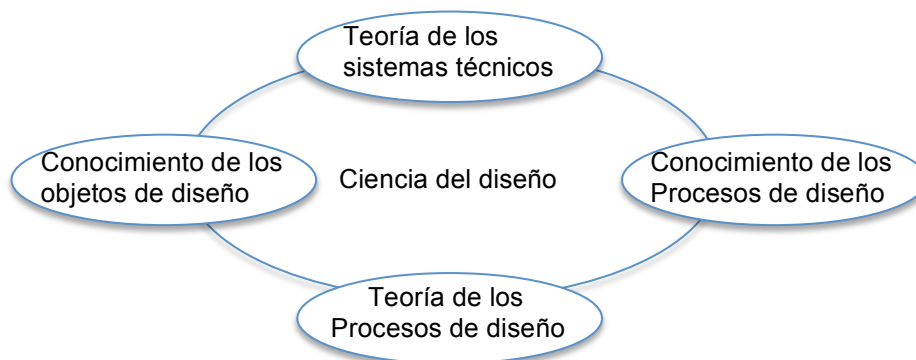 Teoría de los
sistemas técnicos
Conocimiento de los
objetos de diseño
Ciencia del diseño
Conocimiento de los
Procesos de diseño
Teoría de los
Procesos de diseño